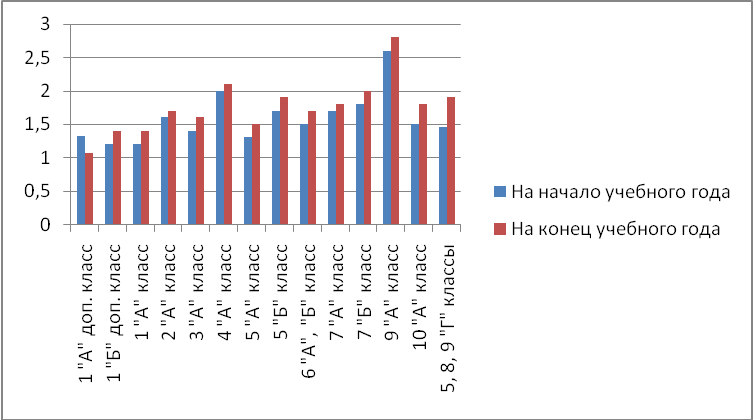 3
2,5
2
1,5
1
0,5
0
1 "А" доп. класс
1 "Б" доп. класс
1 "А" класс
2 "А" класс
3 "А" класс
4 "А" класс
5 "А" класс
5 "Б" класс
6 "А", "Б" класс
7 "А" класс
7 "Б" класс
9 "А" класс
10 "А" класс
5, 8, 9 "Г" классы
На начало учебного года
На конец учебного года